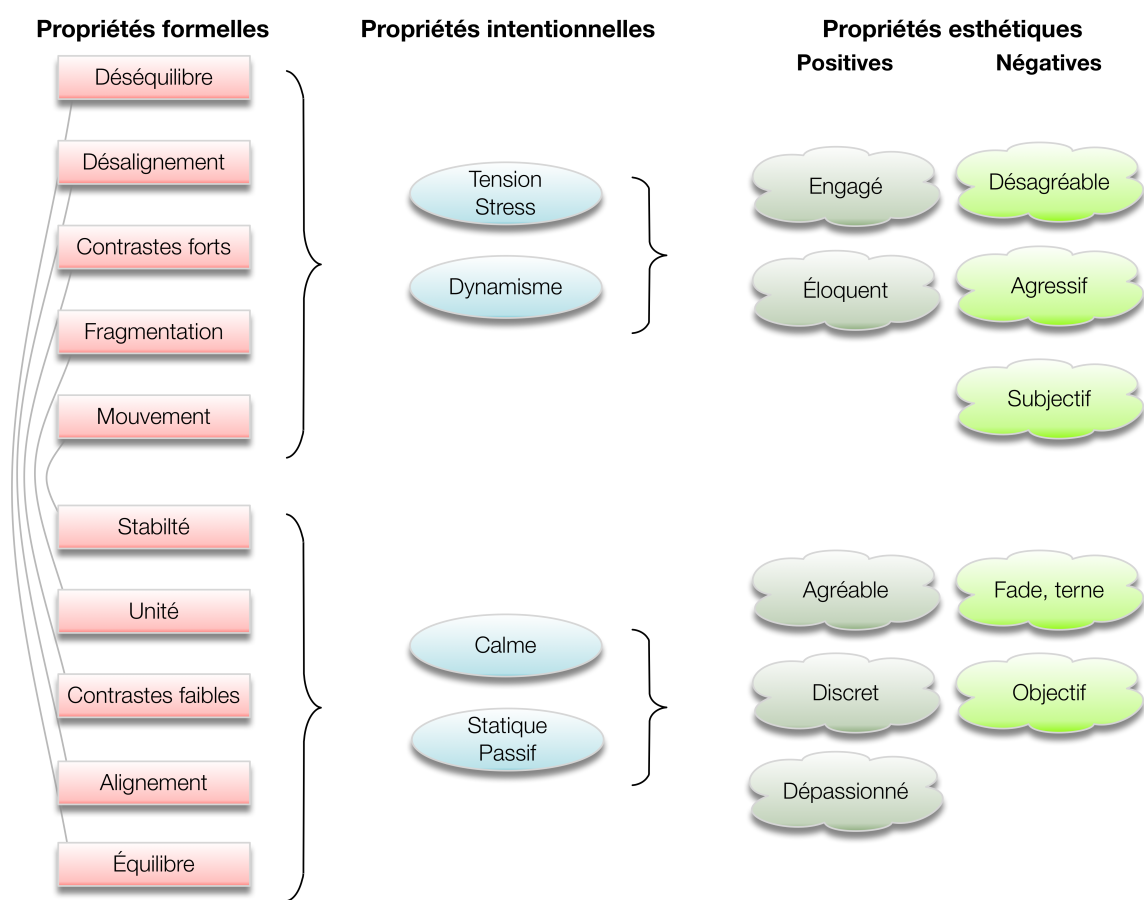 Propriétés formelles
Propriétés intentionnelles
Propriétés esthétiques
Positives
Négatives
Déséquilibre
Désalignement
Contrastes forts
Fragmentation
Mouvement
Stabilté
Unité
Contrastes faibles
Alignement
Équilibre
Tension
Stress
Dynamisme
Calme
Statique
Passif
Engagé
Désagréable
Éloquent
Agressif
Subjectif
Agréable
Fade, terne
Discret
Objectif
Dépassionné